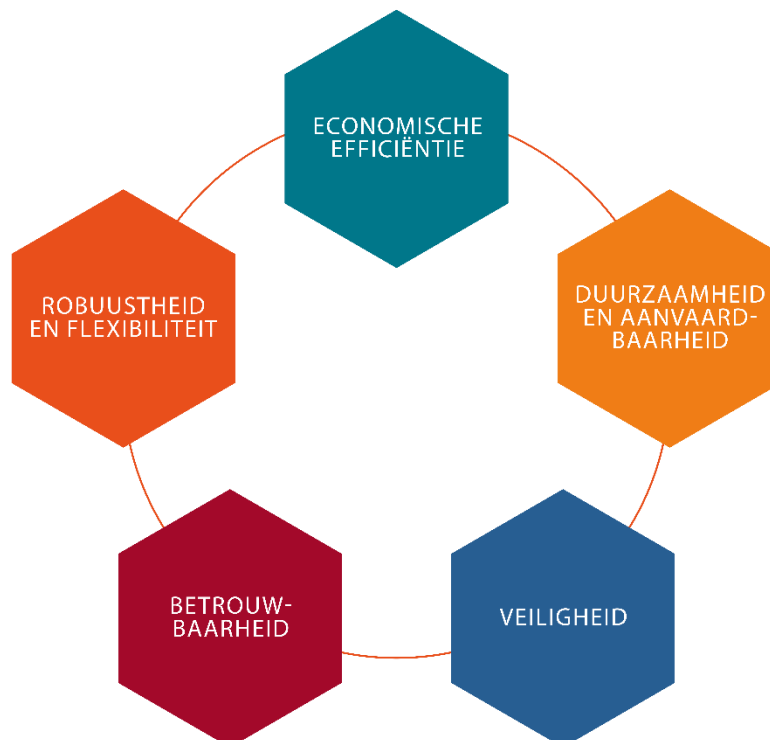 ECONOMISCHE
EFFICIËNTIE
ROBUUSTHEID
EN FLEXIBILITEIT
DUURZAAMHEID
EN AANVAARD-
BAARHEID
BETROUW-
BAARHEID
VEILIGHEID